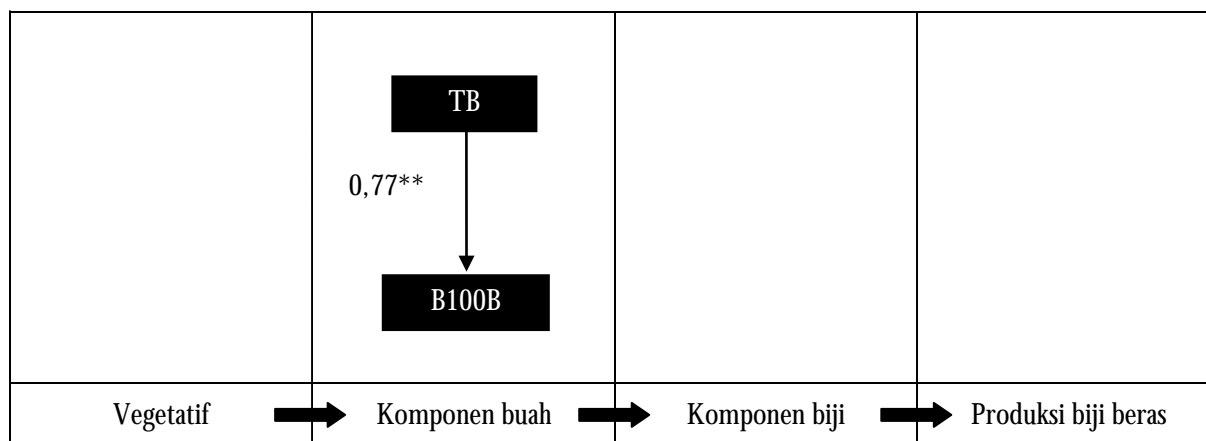 TB
0,77**
B100B
Vegetatif Komponen buah Komponen biji Produksi biji beras